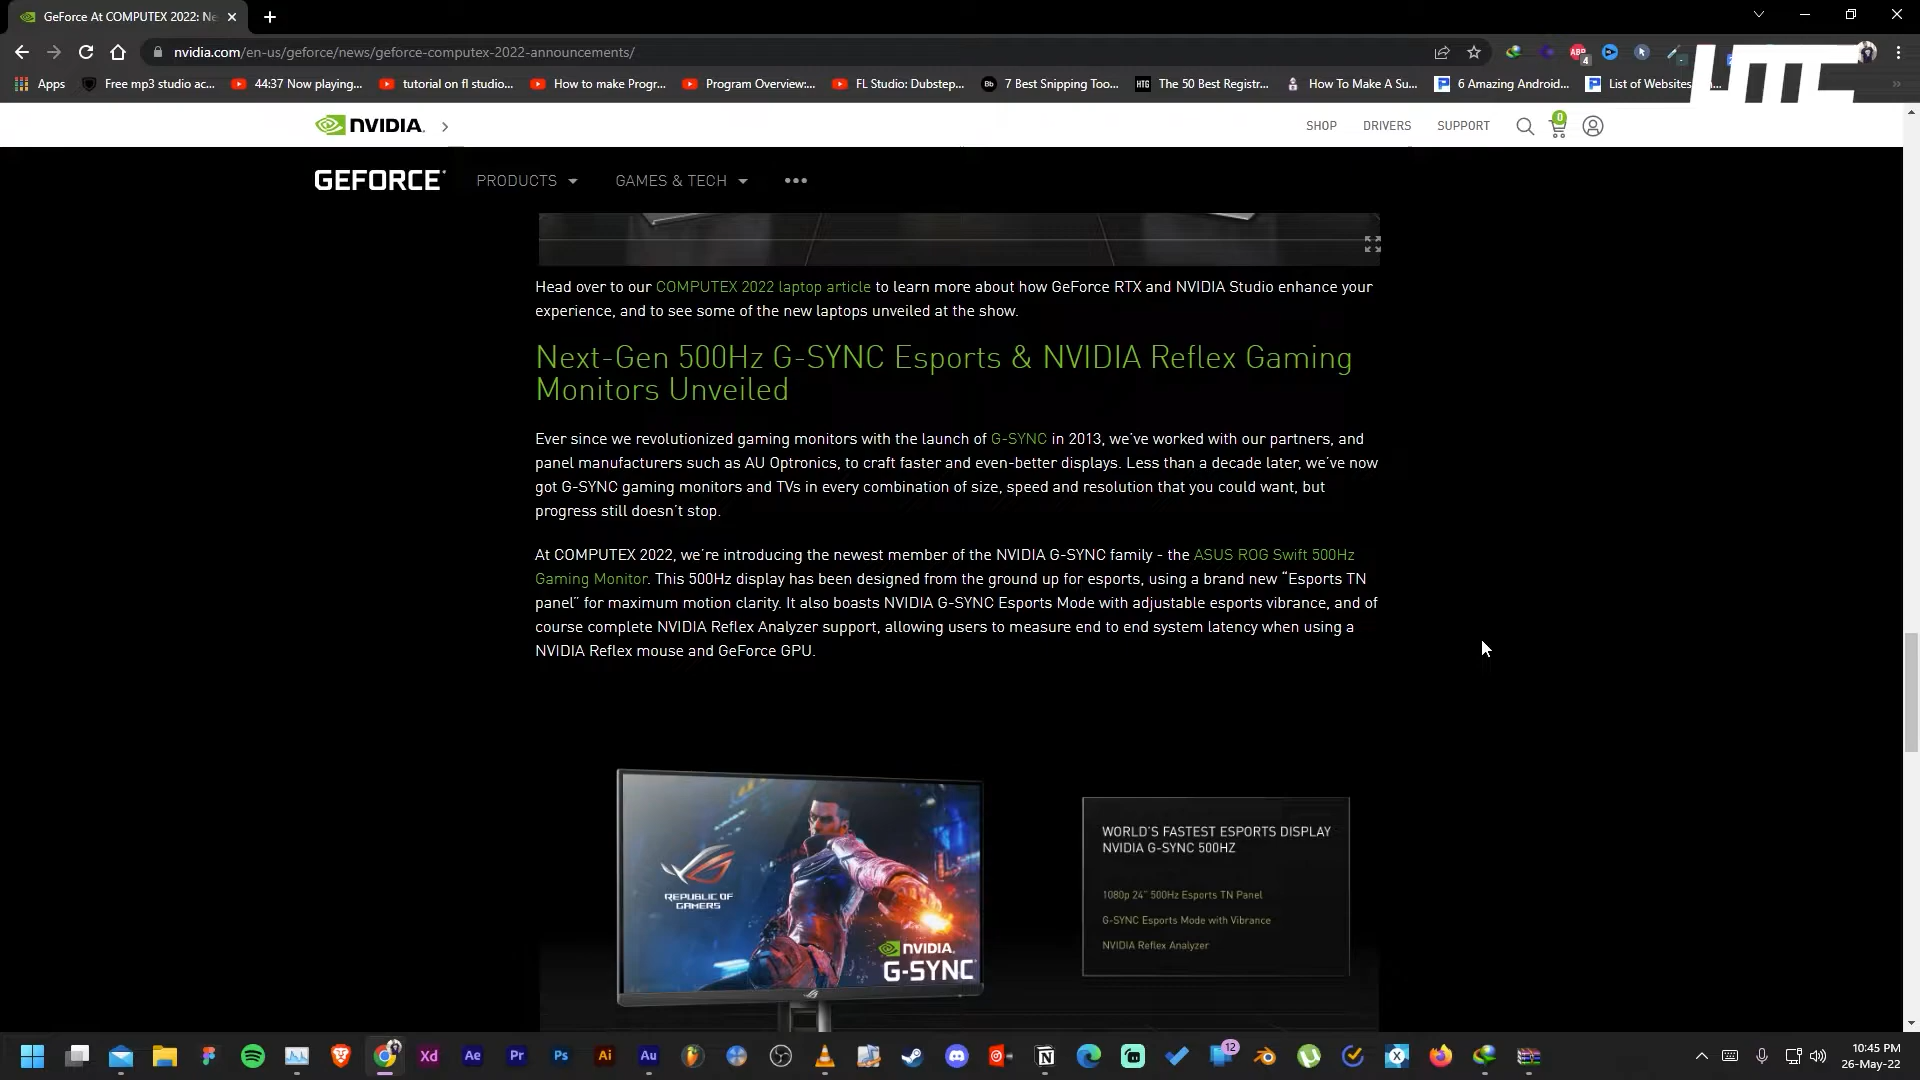 GeForce At COMPUTEX 2022: Ne
nvidia.com/en-us/geforce/news/geforce-computex-2022-announcements/
Apps
Free mp3 studio ac...
44:37 Now playing...
tutorial on fl studio...
How to make Progr...
Program Overview:...
FL Studio: Dubstep...
7 Best Snipping Too...
The 50 Best Registr...
How To Make A Su...
6 Amazing Android...
List of Websites
HTG
NVIDIA.
SHOP
DRIVERS
SUPPORT
0
GEFORCE
PRODUCTS
GAMES & TECH
Head over to our COMPUTEX 2022 laptop article to learn more about how GeForce RTX and NVIDIA Studio enhance your
experience, and to see some of the new laptops unveiled at the show.
Next-Gen 500Hz G-SYNC Esports & NVIDIA Reflex Gaming
Monitors Unveiled
Ever since we revolutionized gaming monitors with the launch of G-SYNC in 2013, we've worked with our partners, and
panel manufacturers such as AU Optronics, to craft faster and even-better displays. Less than a decade later, we've now
got G-SYNC gaming monitors and TVs in every combination of size, speed and resolution that you could want, but
progress still doesn't stop.
At COMPUTEX 2022, we're introducing the newest member of the NVIDIA G-SYNC family - the ASUS ROG Swift 500Hz
Gaming Monitor. This 500Hz display has been designed from the ground up for esports, using a brand new “Esports TN
panel” for maximum motion clarity. It also boasts NVIDIA G-SYNC Esports Mode with adjustable esports vibrance, and of
course complete NVIDIA Reflex Analyzer support, allowing users to measure end to end system latency when using a
NVIDIA Reflex mouse and GeForce GPU.
REPUBLIC OF
GAMERS
NVIDIA.
G-SYNC
WORLD'S FASTEST ESPORTS DISPLAY
NVIDIA G-SYNC 500HZ
1080p 24" 500Hz Esports TN Panel
G-SYNC Esports Mode with Vibrance
NVIDIA Reflex Analyzer
Xd
Ae
Pr
Ps
Ai
Au
12
10:45 PM
26-May-22